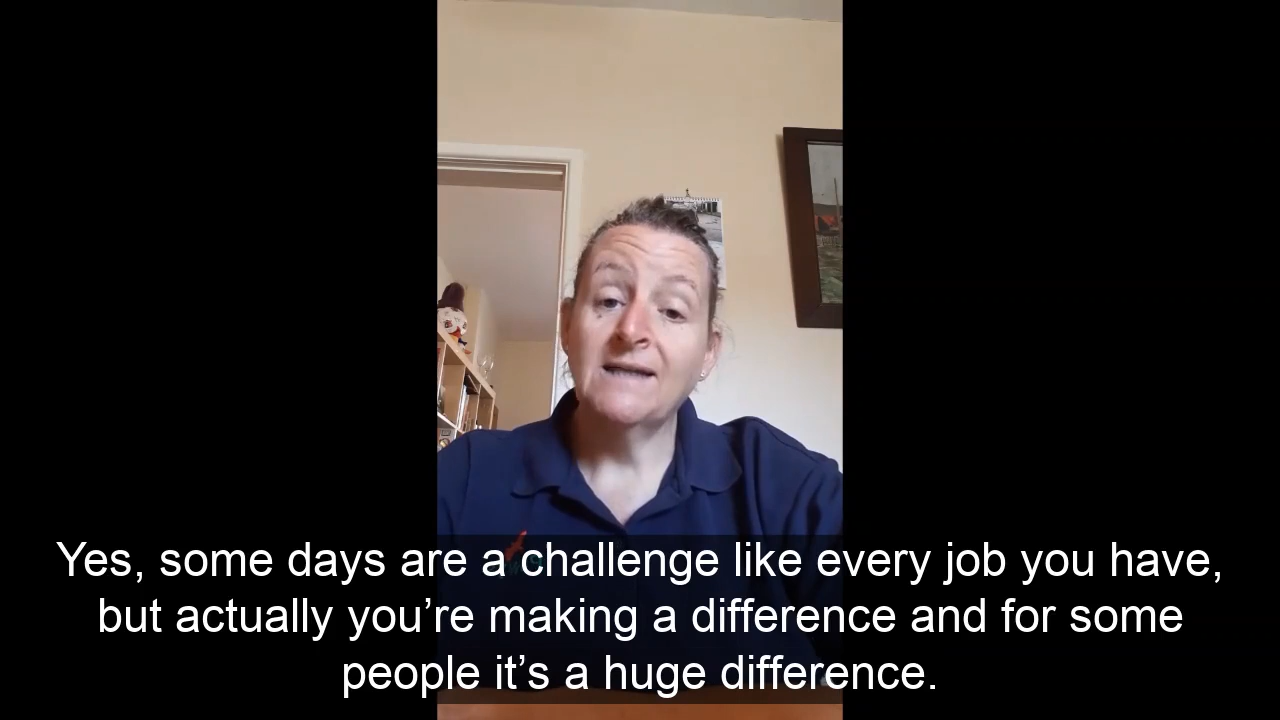 Yes, some days are a challenge like every job you have,
but actually you’re making a difference and for some
people it’s a huge difference.